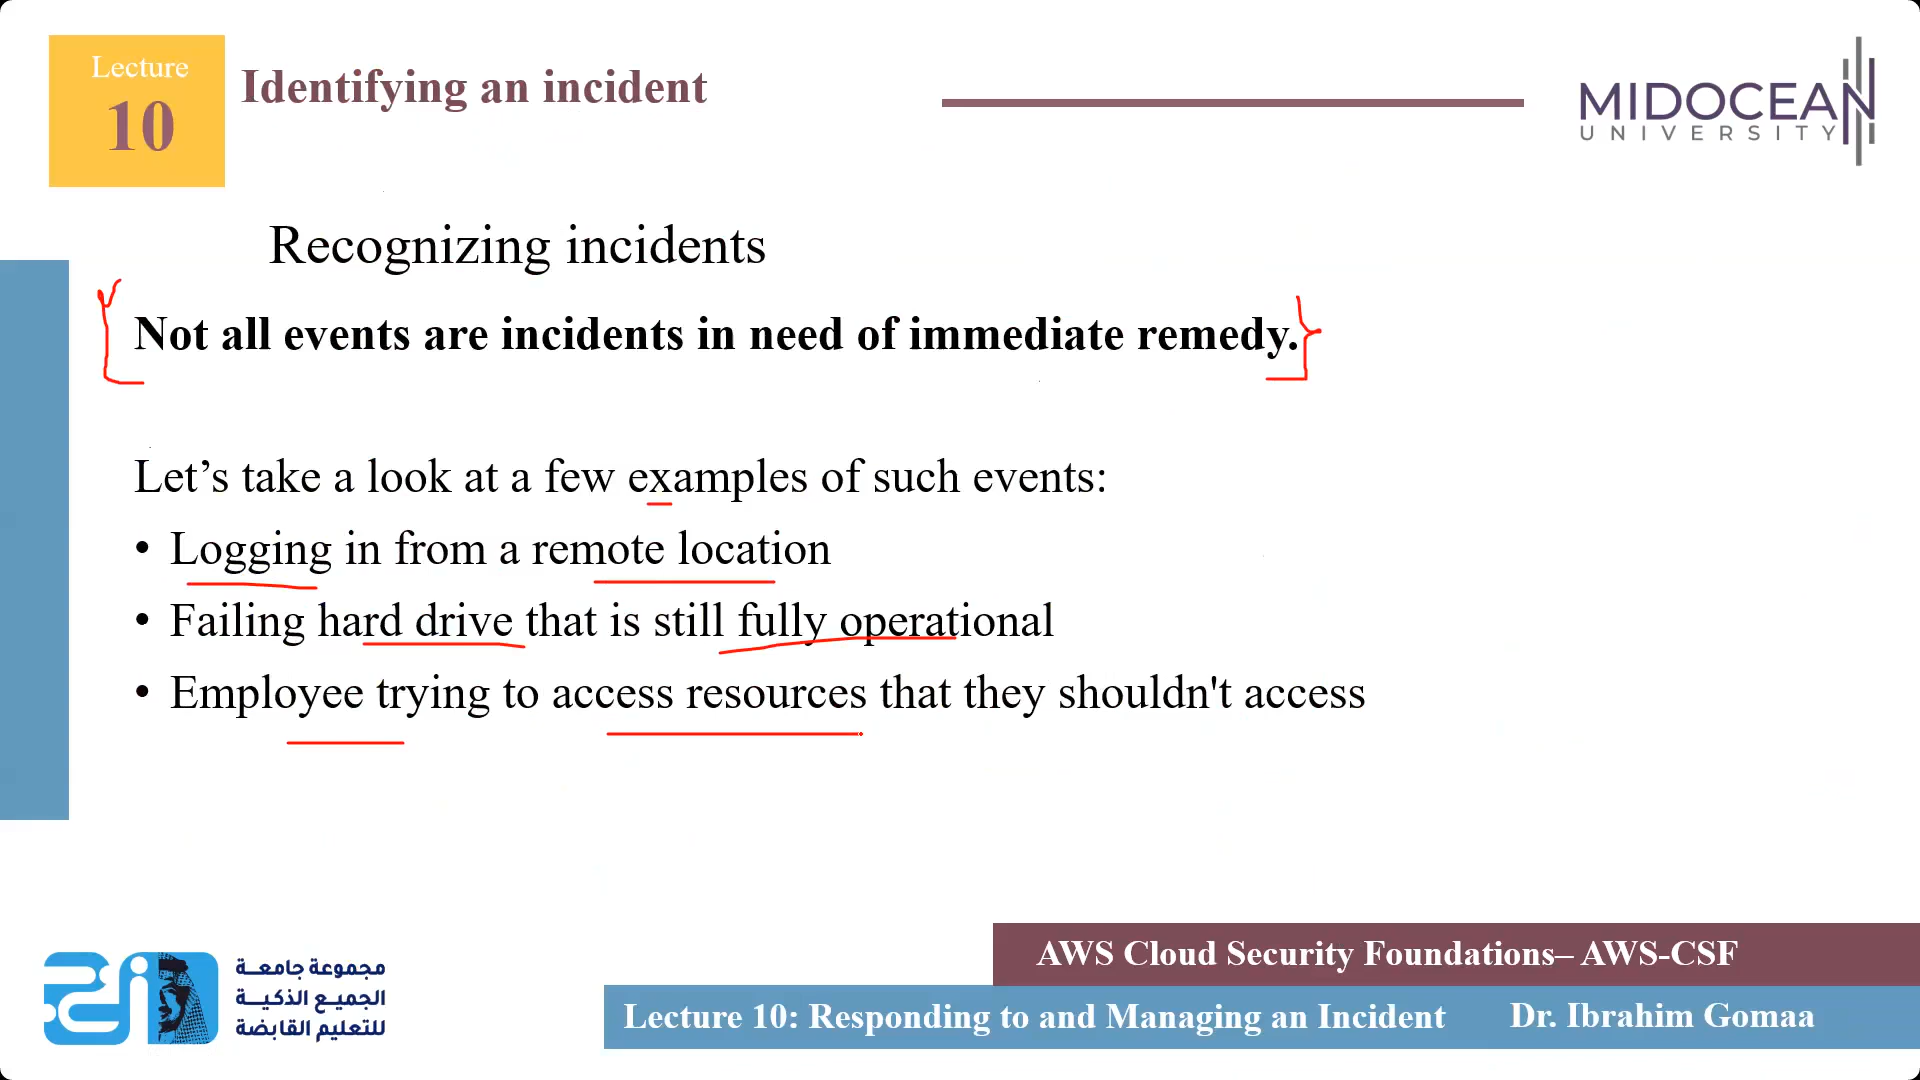 Lecture
10
Identifying an incident
MIDOCEAN
UNIVERSITY
Recognizing incidents
Not all events are incidents in need of immediate remedy.
Let’s take a look at a few examples of such events:
• Logging in from a remote location
• Failing hard drive that is still fully operational
• Employee trying to access resources that they shouldn't access
مجموعة جامعة
الجميع الذكية
للتعليم القابضة
AWS Cloud Security Foundations– AWS-CSF
Lecture 10: Responding to and Managing an Incident Dr. Ibrahim Gomaa